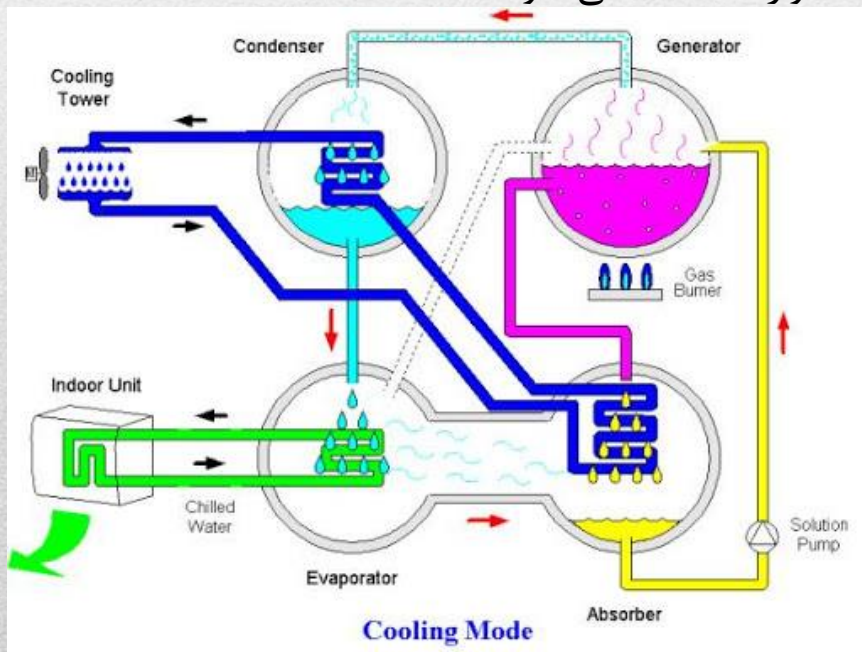 Condenser
Generator
Cooling
Tower
Gas
Burner
Indoor Unit
Chilled
Water
Solution
Pump
Evaporator
Absorber
Cooling Mode